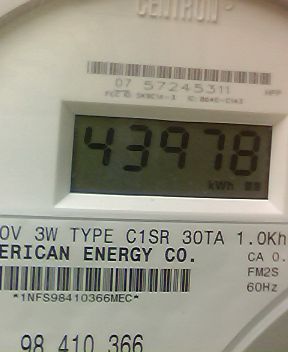 CENTRON
07 57245311
43978
kWh
0V 3W TYPE C1SR 30TA 1.0Kh
ERICAN ENERGY CO.
CA 0.
FM2S
*1NFS98410366MEC*
60Hz
98 410 366